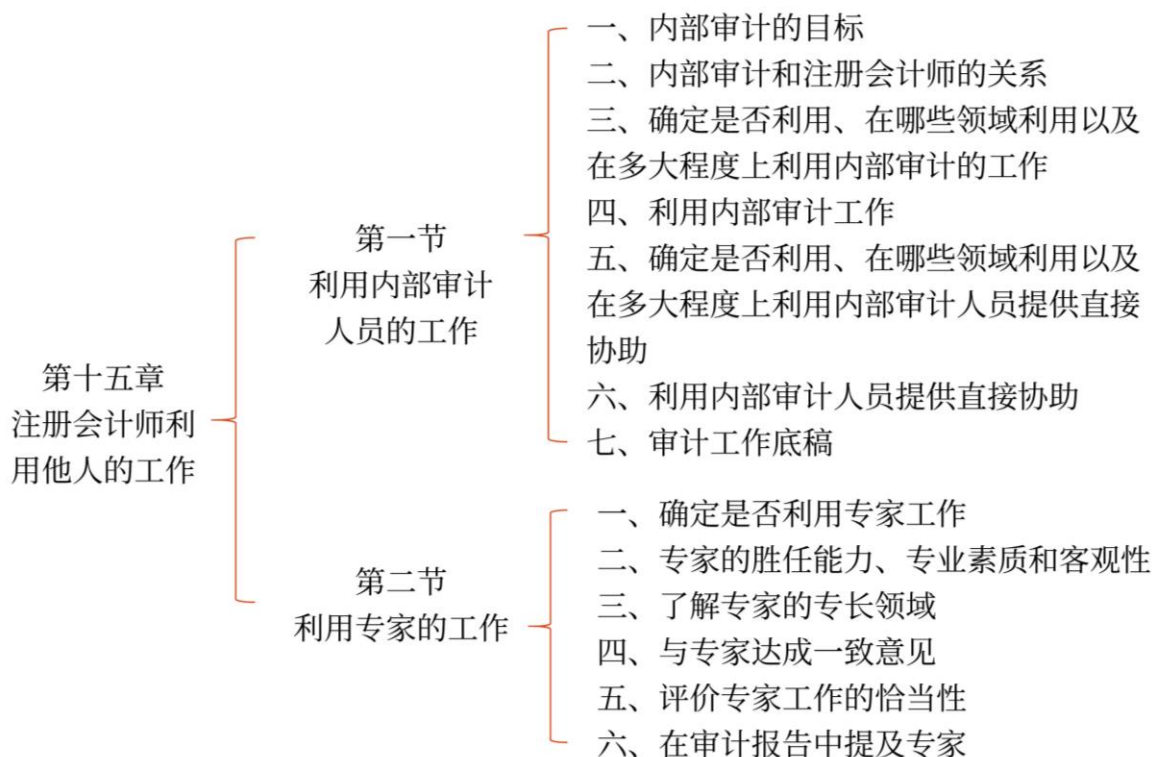 第十五章
注册会计师利
用他人的工作
第一节
利用内部审计
人员的工作
一、内部审计的目标
二、内部审计和注册会计师的关系
三、确定是否利用、在哪些领域利用以及
在多大程度上利用内部审计的工作
四、利用内部审计工作
五、确定是否利用、在哪些领域利用以及
在多大程度上利用内部审计人员提供直接
协助
六、利用内部审计人员提供直接协助
七、审计工作底稿
第二节
利用专家的工作
一、确定是否利用专家工作
二、专家的胜任能力、专业素质和客观性
三、了解专家的专长领域
四、与专家达成一致意见
五、评价专家工作的恰当性
六、在审计报告中提及专家